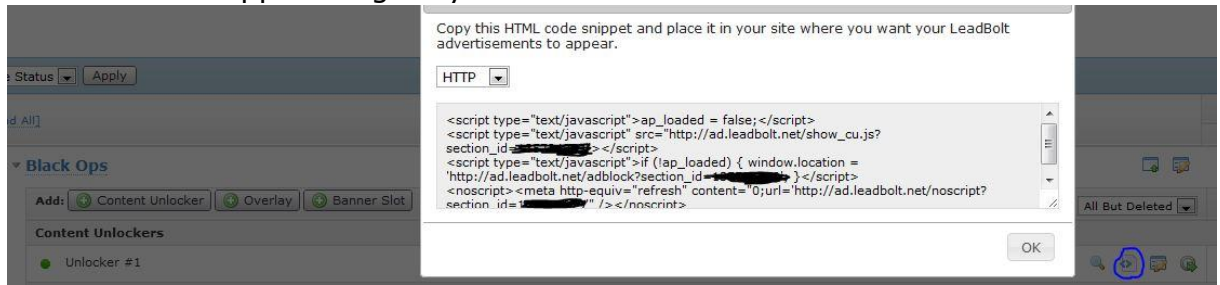 Copy this HTML code snippet and place it in your site where you want your LeadBolt
advertisements to appear.
Status Apply
HTTP
All]
<script type="text/javascript">ap_loaded = false;</script>
<script type="text/javascript" src="http://ad.leadbolt.net/show_cu.js?
section_id= ></script>
<script type="text/javascript">if (!ap_loaded) { window.location =
'http://ad.leadbolt.net/adblock?section_id= }</script>
<noscript><meta http-equiv="refresh" content="0;url='http://ad.leadbolt.net/noscript?
section_id= " /></noscript>
Black Ops
Add: Content Unlocker Overlay Banner Slot
All But Deleted
Content Unlockers
OK
Unlocker #1